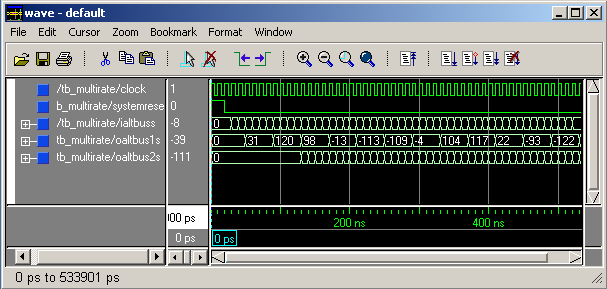 wave - default
File Edit Cursor Zoom Bookmark Format Window
/tb_multirate/clock 1
b_multirate/systemrese 0
/tb_multirate/ialtbuss -8 0
tb_multirate/oaltbus1s -39 0 31 120 98 -13 -113 -109 -4 104 117 22 -93 -122
tb_multirate/oaltbus2s -111 0
000 ps 200 ns 400 ns
0 ps 0 ps
0 ps to 533901 ps